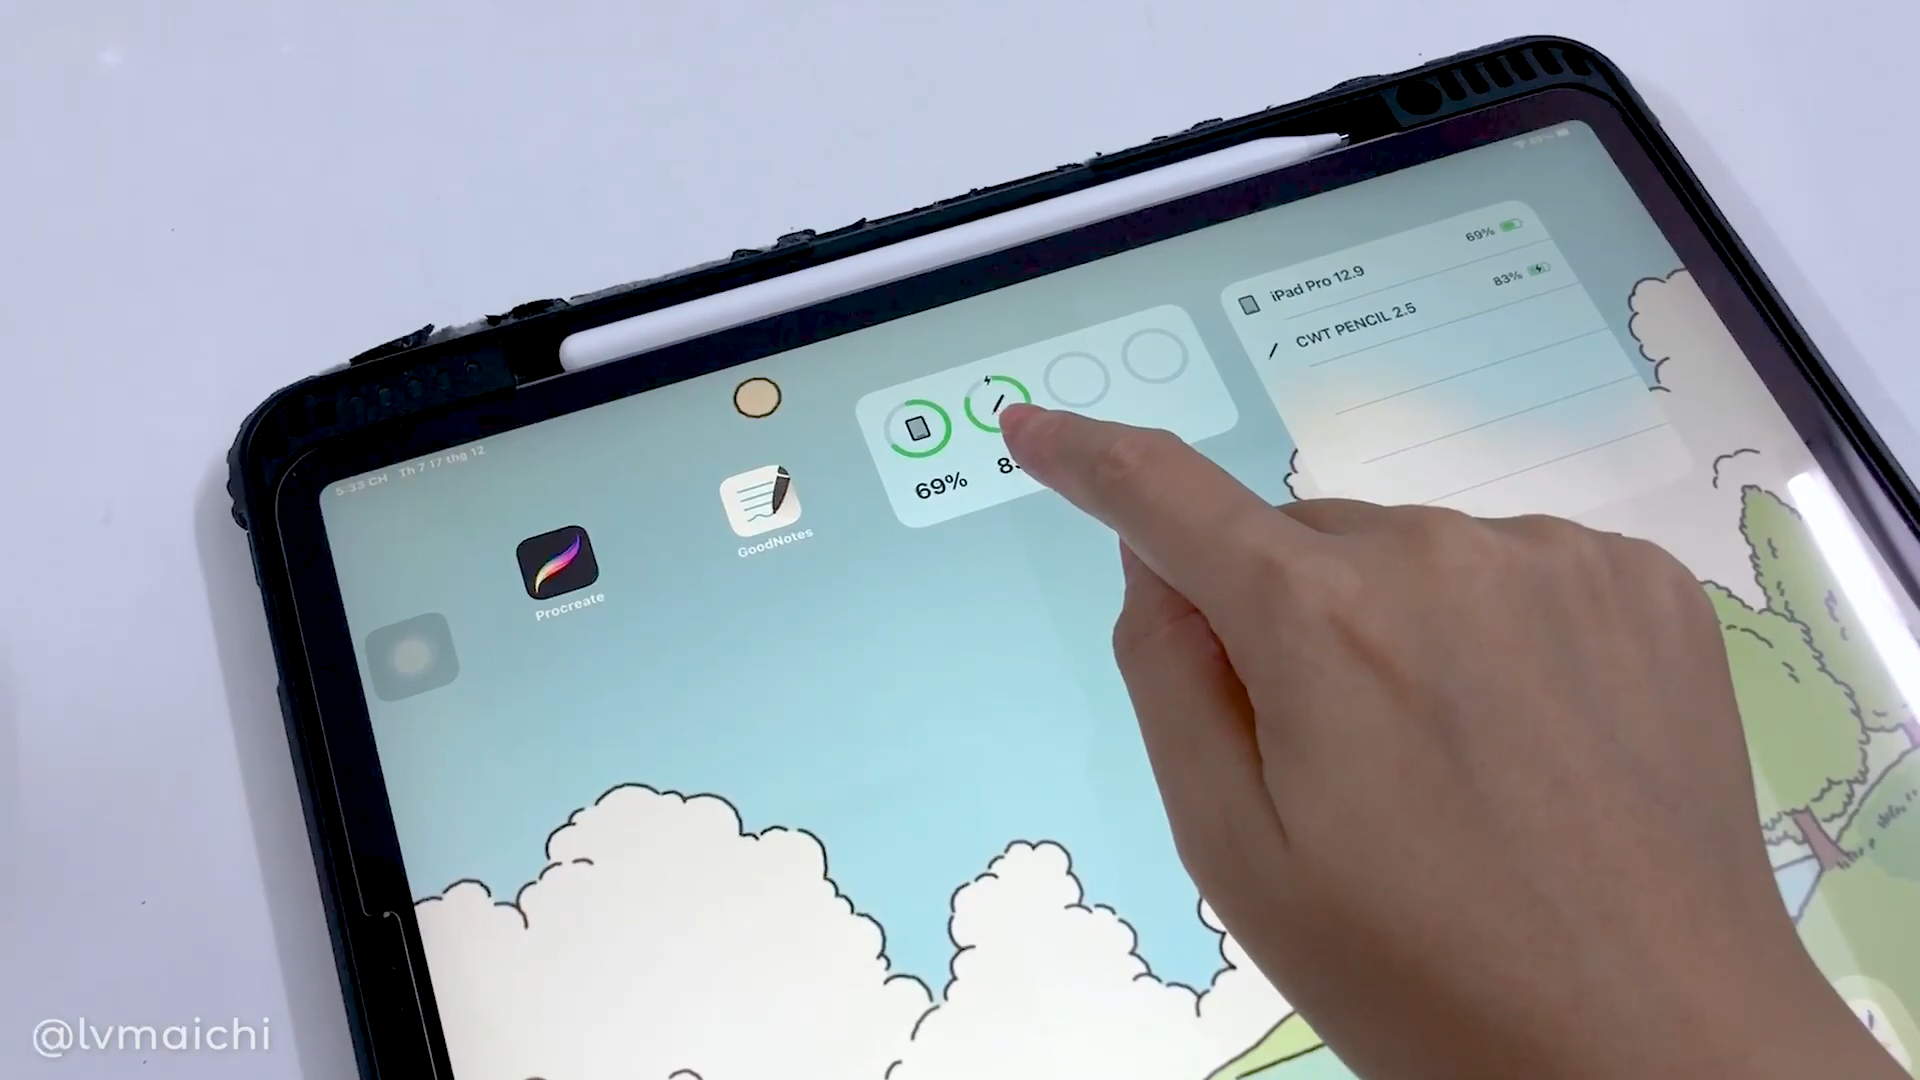 5:33 CH Th 7 17 thg 12
69%
iPad Pro 12.9
83%
CWT PENCIL 2.5
69%
GoodNotes
Procreate
@lvmaichi